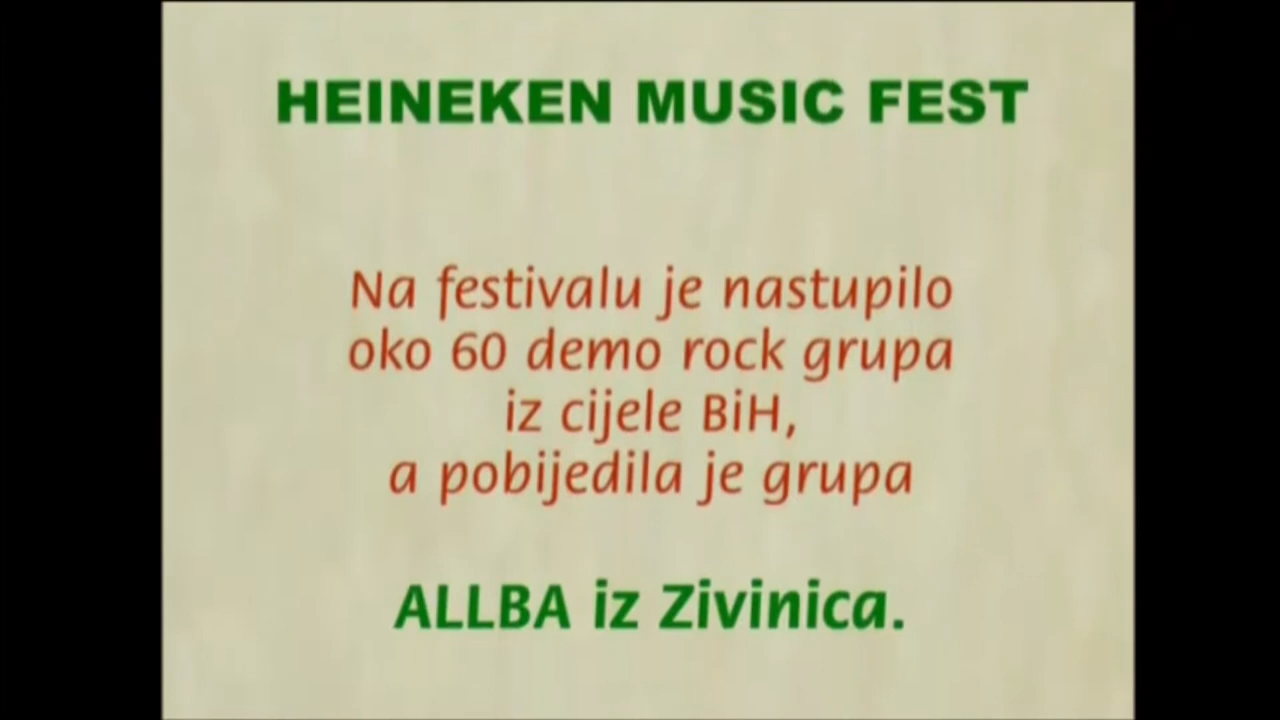 HEINEKEN MUSIC FEST
Na festivalu je nastupilo
oko 60 demo rock grupa
iz cijele BiH,
a pobijedila je grupa
ALLBA iz Zivinica.